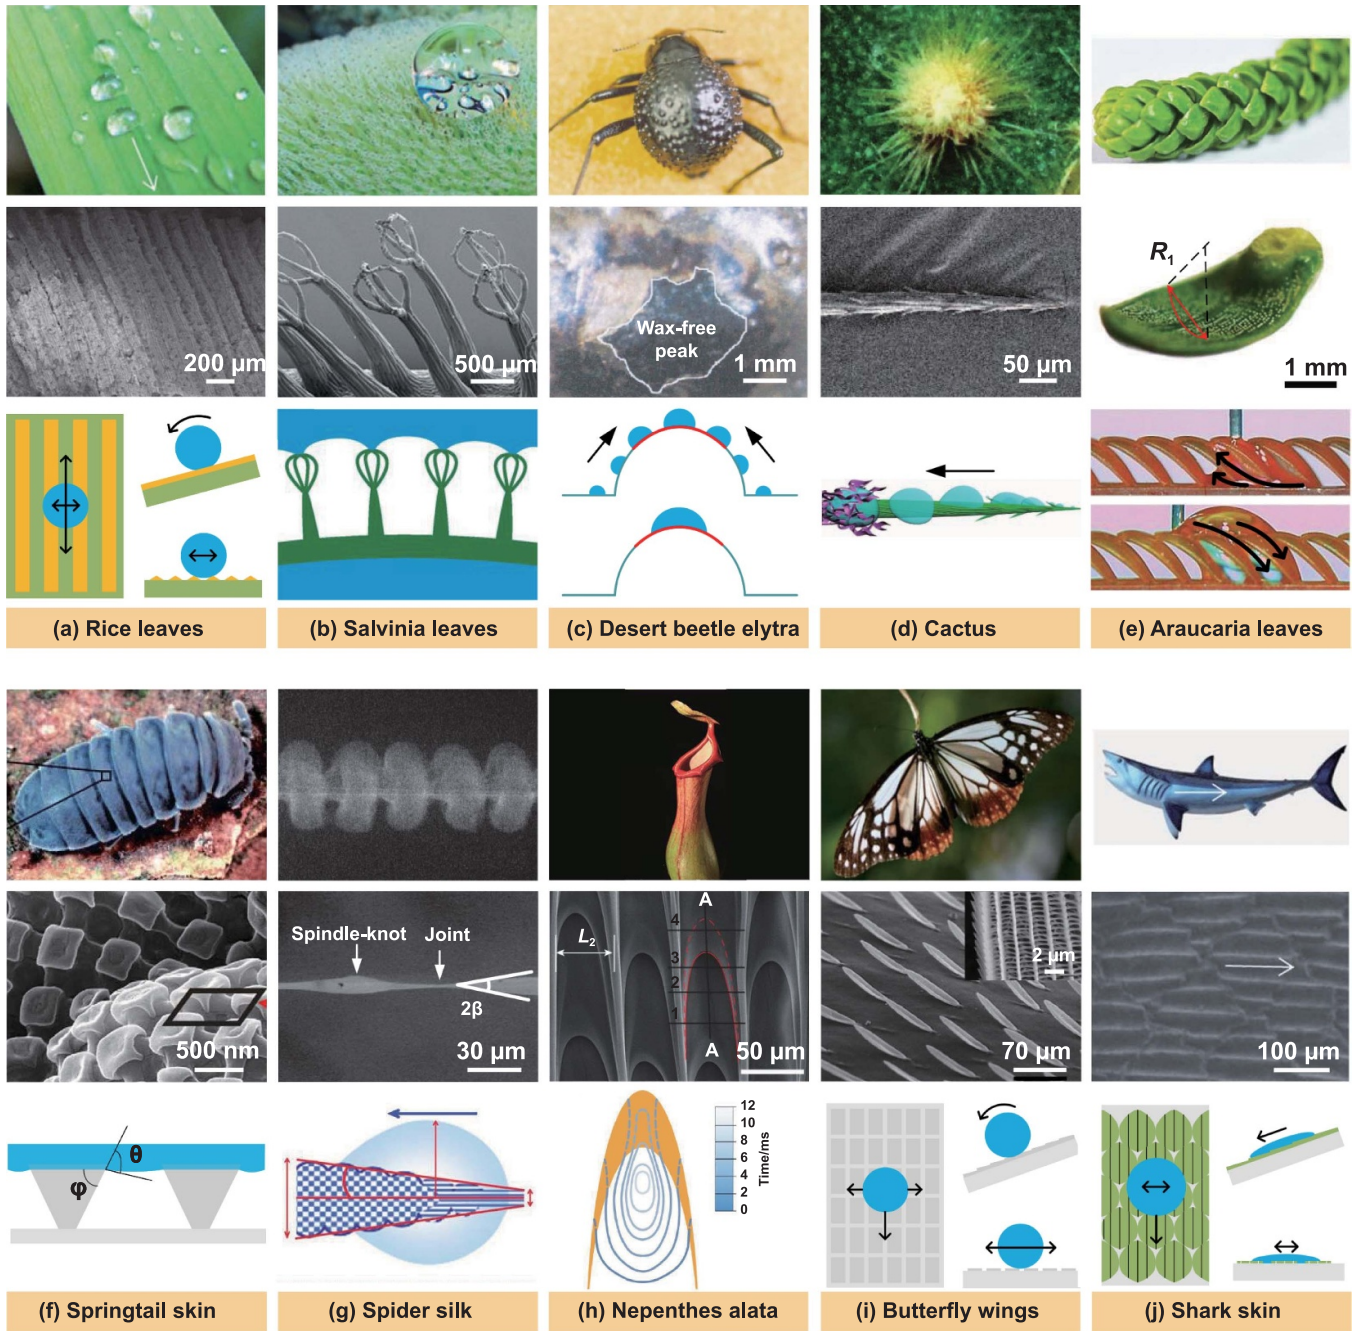 200 µm
500 µm
Wax-free
peak
1 mm
50 µm
R1
1 mm
(a) Rice leaves
(b) Salvinia leaves
(c) Desert beetle elytra
(d) Cactus
(e) Araucaria leaves
500 nm
Spindle-knot
Joint
2β
30 µm
A
4
L2
3
2
1
A
50 µm
2 µm
70 µm
100 µm
θ
φ
12
10
8
6
4
2
0
Time/ms
(f) Springtail skin
(g) Spider silk
(h) Nepenthes alata
(i) Butterfly wings
(j) Shark skin